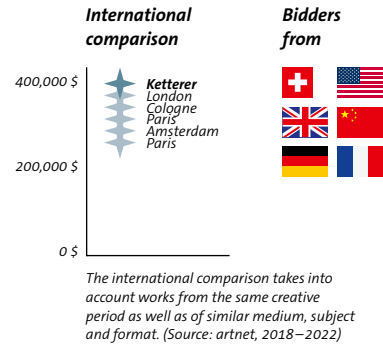 International
comparison
Bidders
from
400,000 $
Ketterer
London
Cologne
Paris
Amsterdam
Paris
200,000 $
0 $
The international comparison takes into
account works from the same creative
period as well as of similar medium, subject
and format. (Source: artnet, 2018–2022)